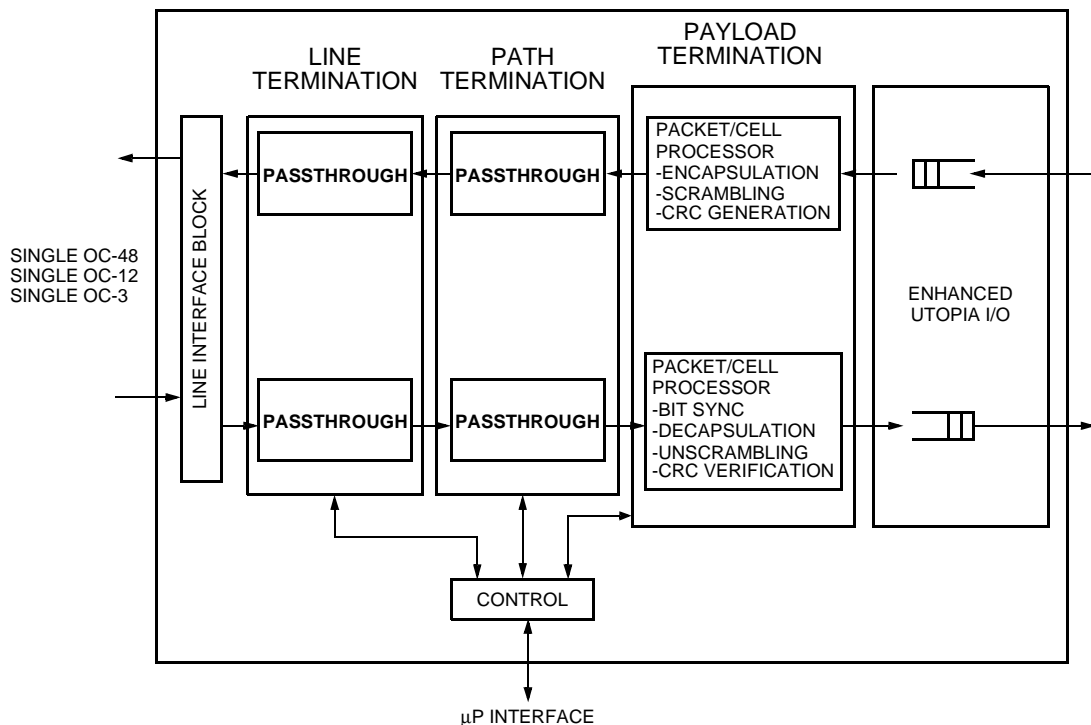 LINE
TERMINATION
PATH
TERMINATION
PAYLOAD
TERMINATION
SINGLE OC-48
SINGLE OC-12
SINGLE OC-3
LINE INTERFACE BLOCK
PASSTHROUGH
PASSTHROUGH
PACKET/CELL
PROCESSOR
-ENCAPSULATION
-SCRAMBLING
-CRC GENERATION
ENHANCED
UTOPIA I/O
PASSTHROUGH
PASSTHROUGH
PACKET/CELL
PROCESSOR
-BIT SYNC
-DECAPSULATION
-UNSCRAMBLING
-CRC VERIFICATION
CONTROL
µP INTERFACE